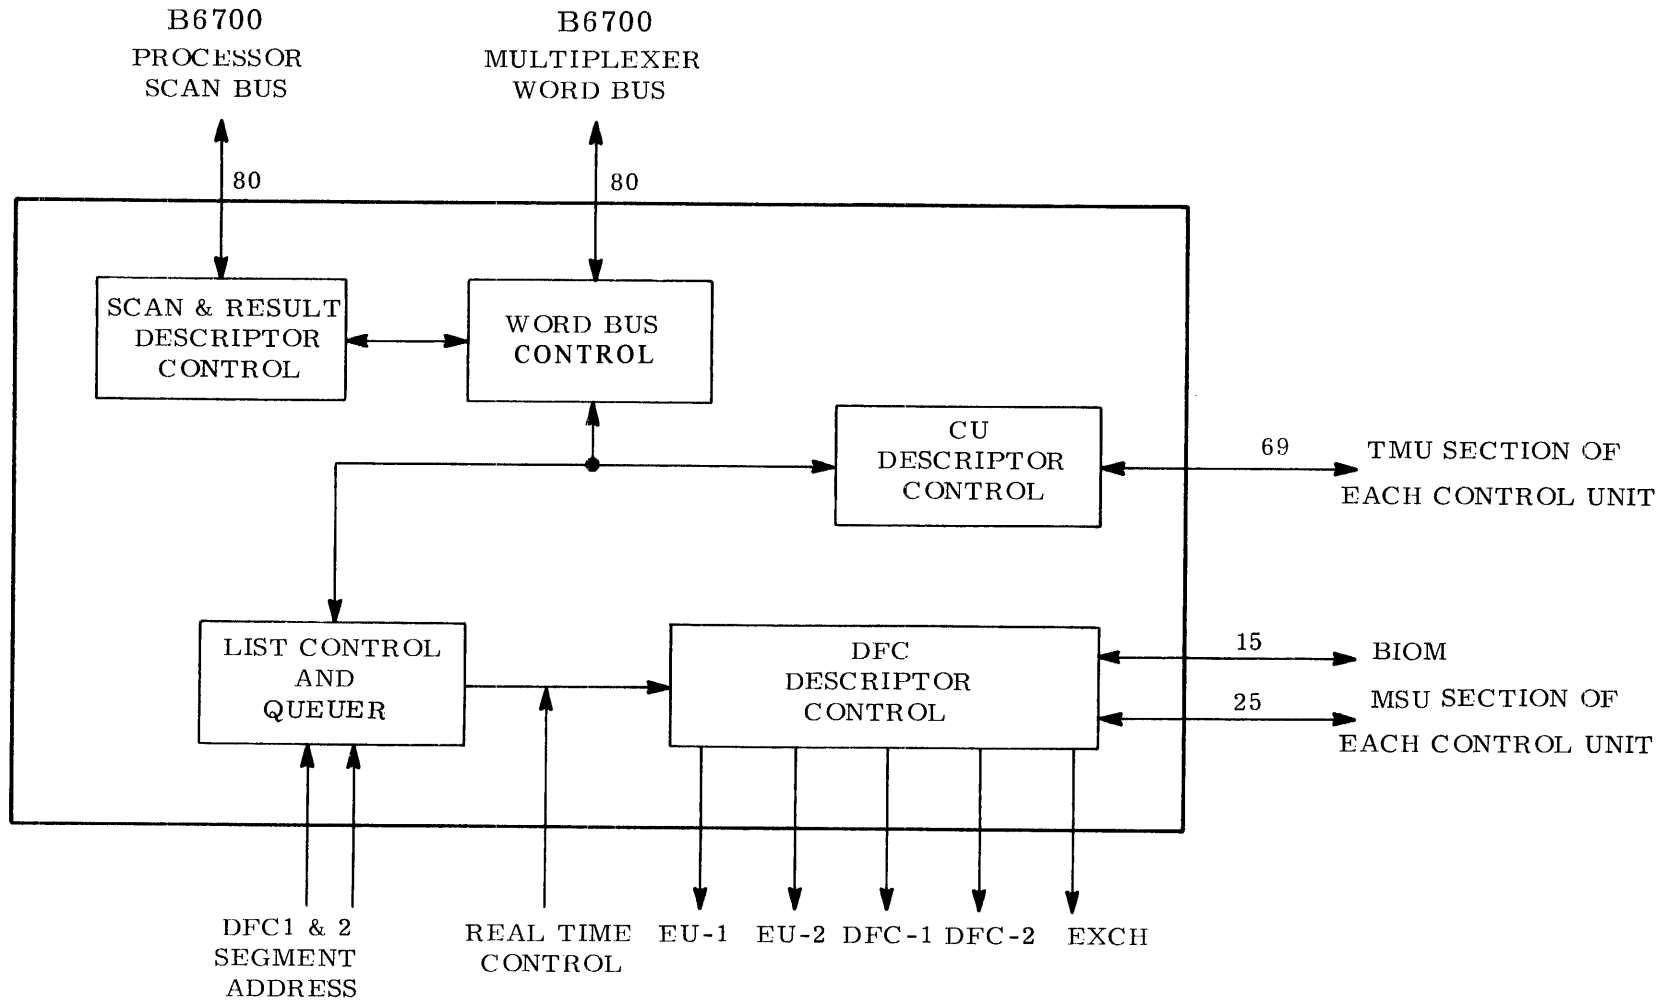 B6700
PROCESSOR
SCAN BUS
B6700
MULTIPLEXER
WORD BUS
80
80
SCAN & RESULT
DESCRIPTOR
CONTROL
WORD BUS
CONTROL
CU
DESCRIPTOR
CONTROL
69
TMU SECTION OF
EACH CONTROL UNIT
LIST CONTROL
AND
QUEUER
DFC
DESCRIPTOR
CONTROL
15
BIOM
25
MSU SECTION OF
EACH CONTROL UNIT
DFC1 & 2
SEGMENT
ADDRESS
REAL TIME
CONTROL
EU-1
EU-2
DFC-1
DFC-2
EXCH